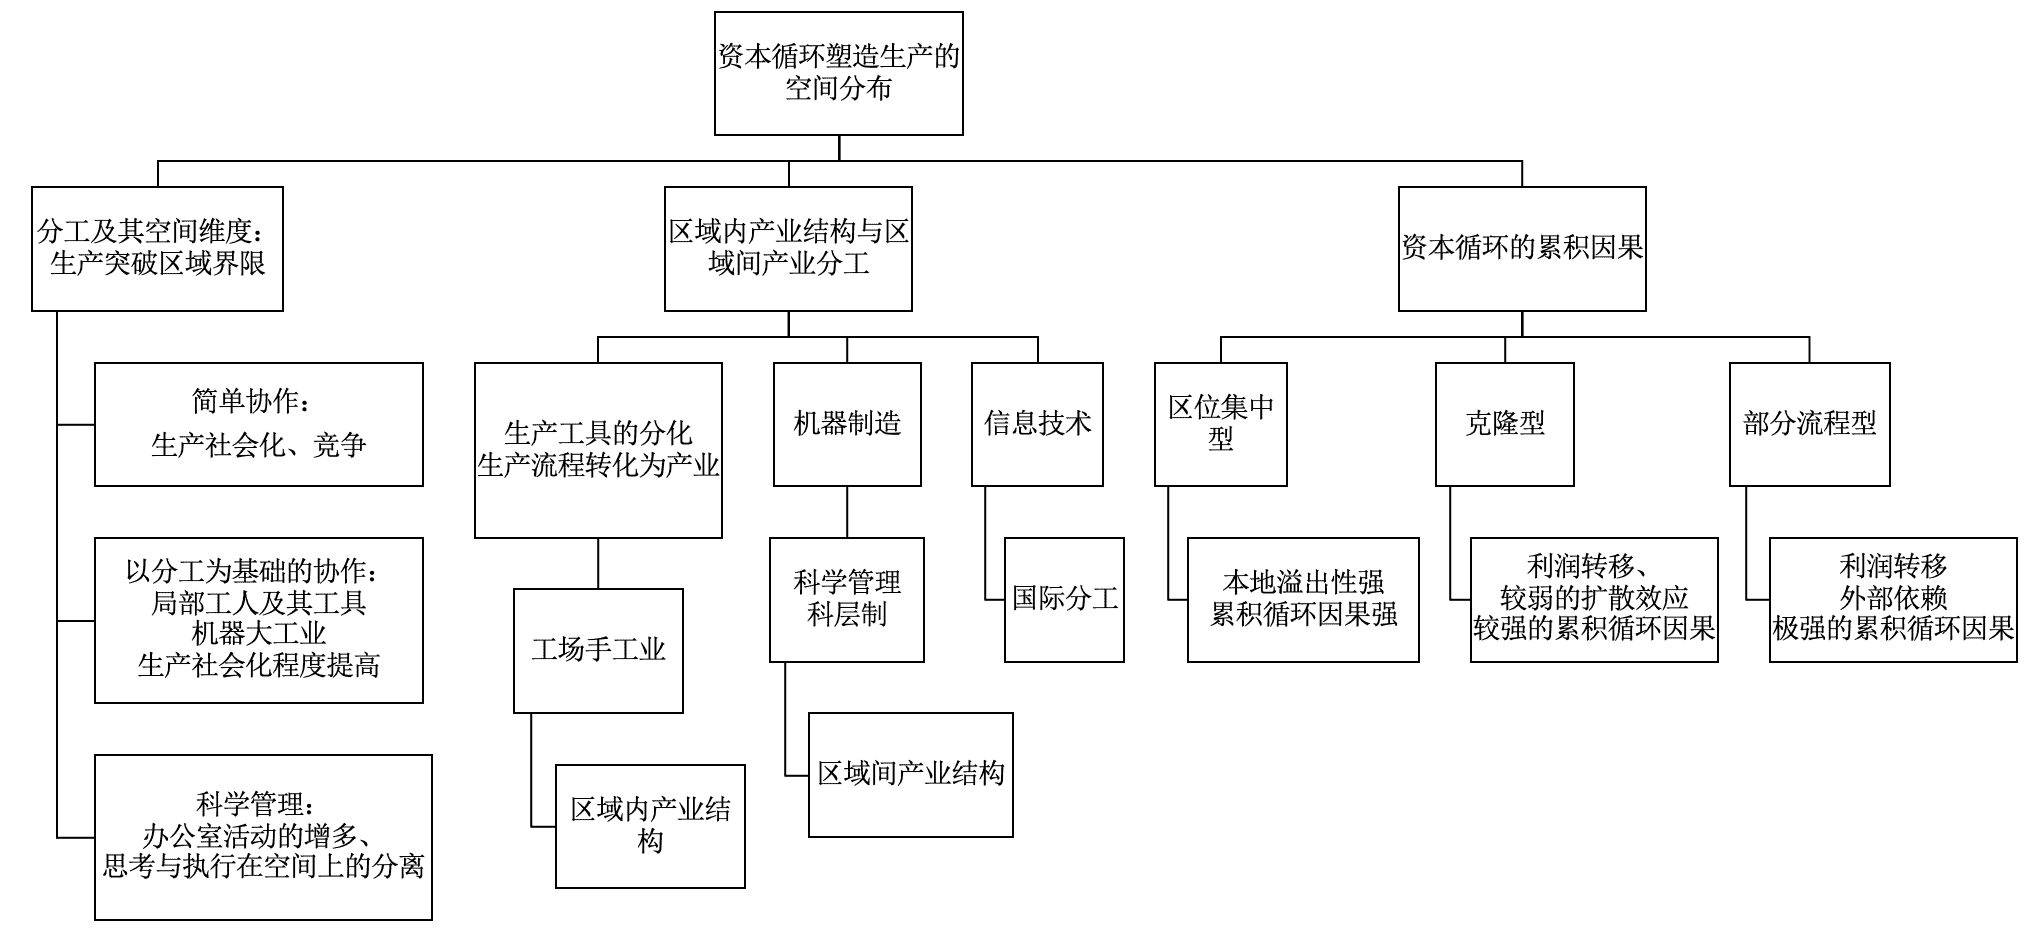 资本循环塑造生产的
空间分布
分工及其空间维度：
生产突破区域界限
区域内产业结构与区
域间产业分工
资本循环的累积因果
简单协作：
生产社会化、竞争
以分工为基础的协作：
局部工人及其工具
机器大工业
生产社会化程度提高
科学管理：
办公室活动的增多、
思考与执行在空间上的分离
生产工具的分化
生产流程转化为产业
工场手工业
区域内产业结
构
机器制造
科学管理
科层制
区域间产业结构
信息技术
国际分工
区位集中
型
本地溢出性强
累积循环因果强
克隆型
利润转移、
较弱的扩散效应
较强的累积循环因果
部分流程型
利润转移
外部依赖
极强的累积循环因果